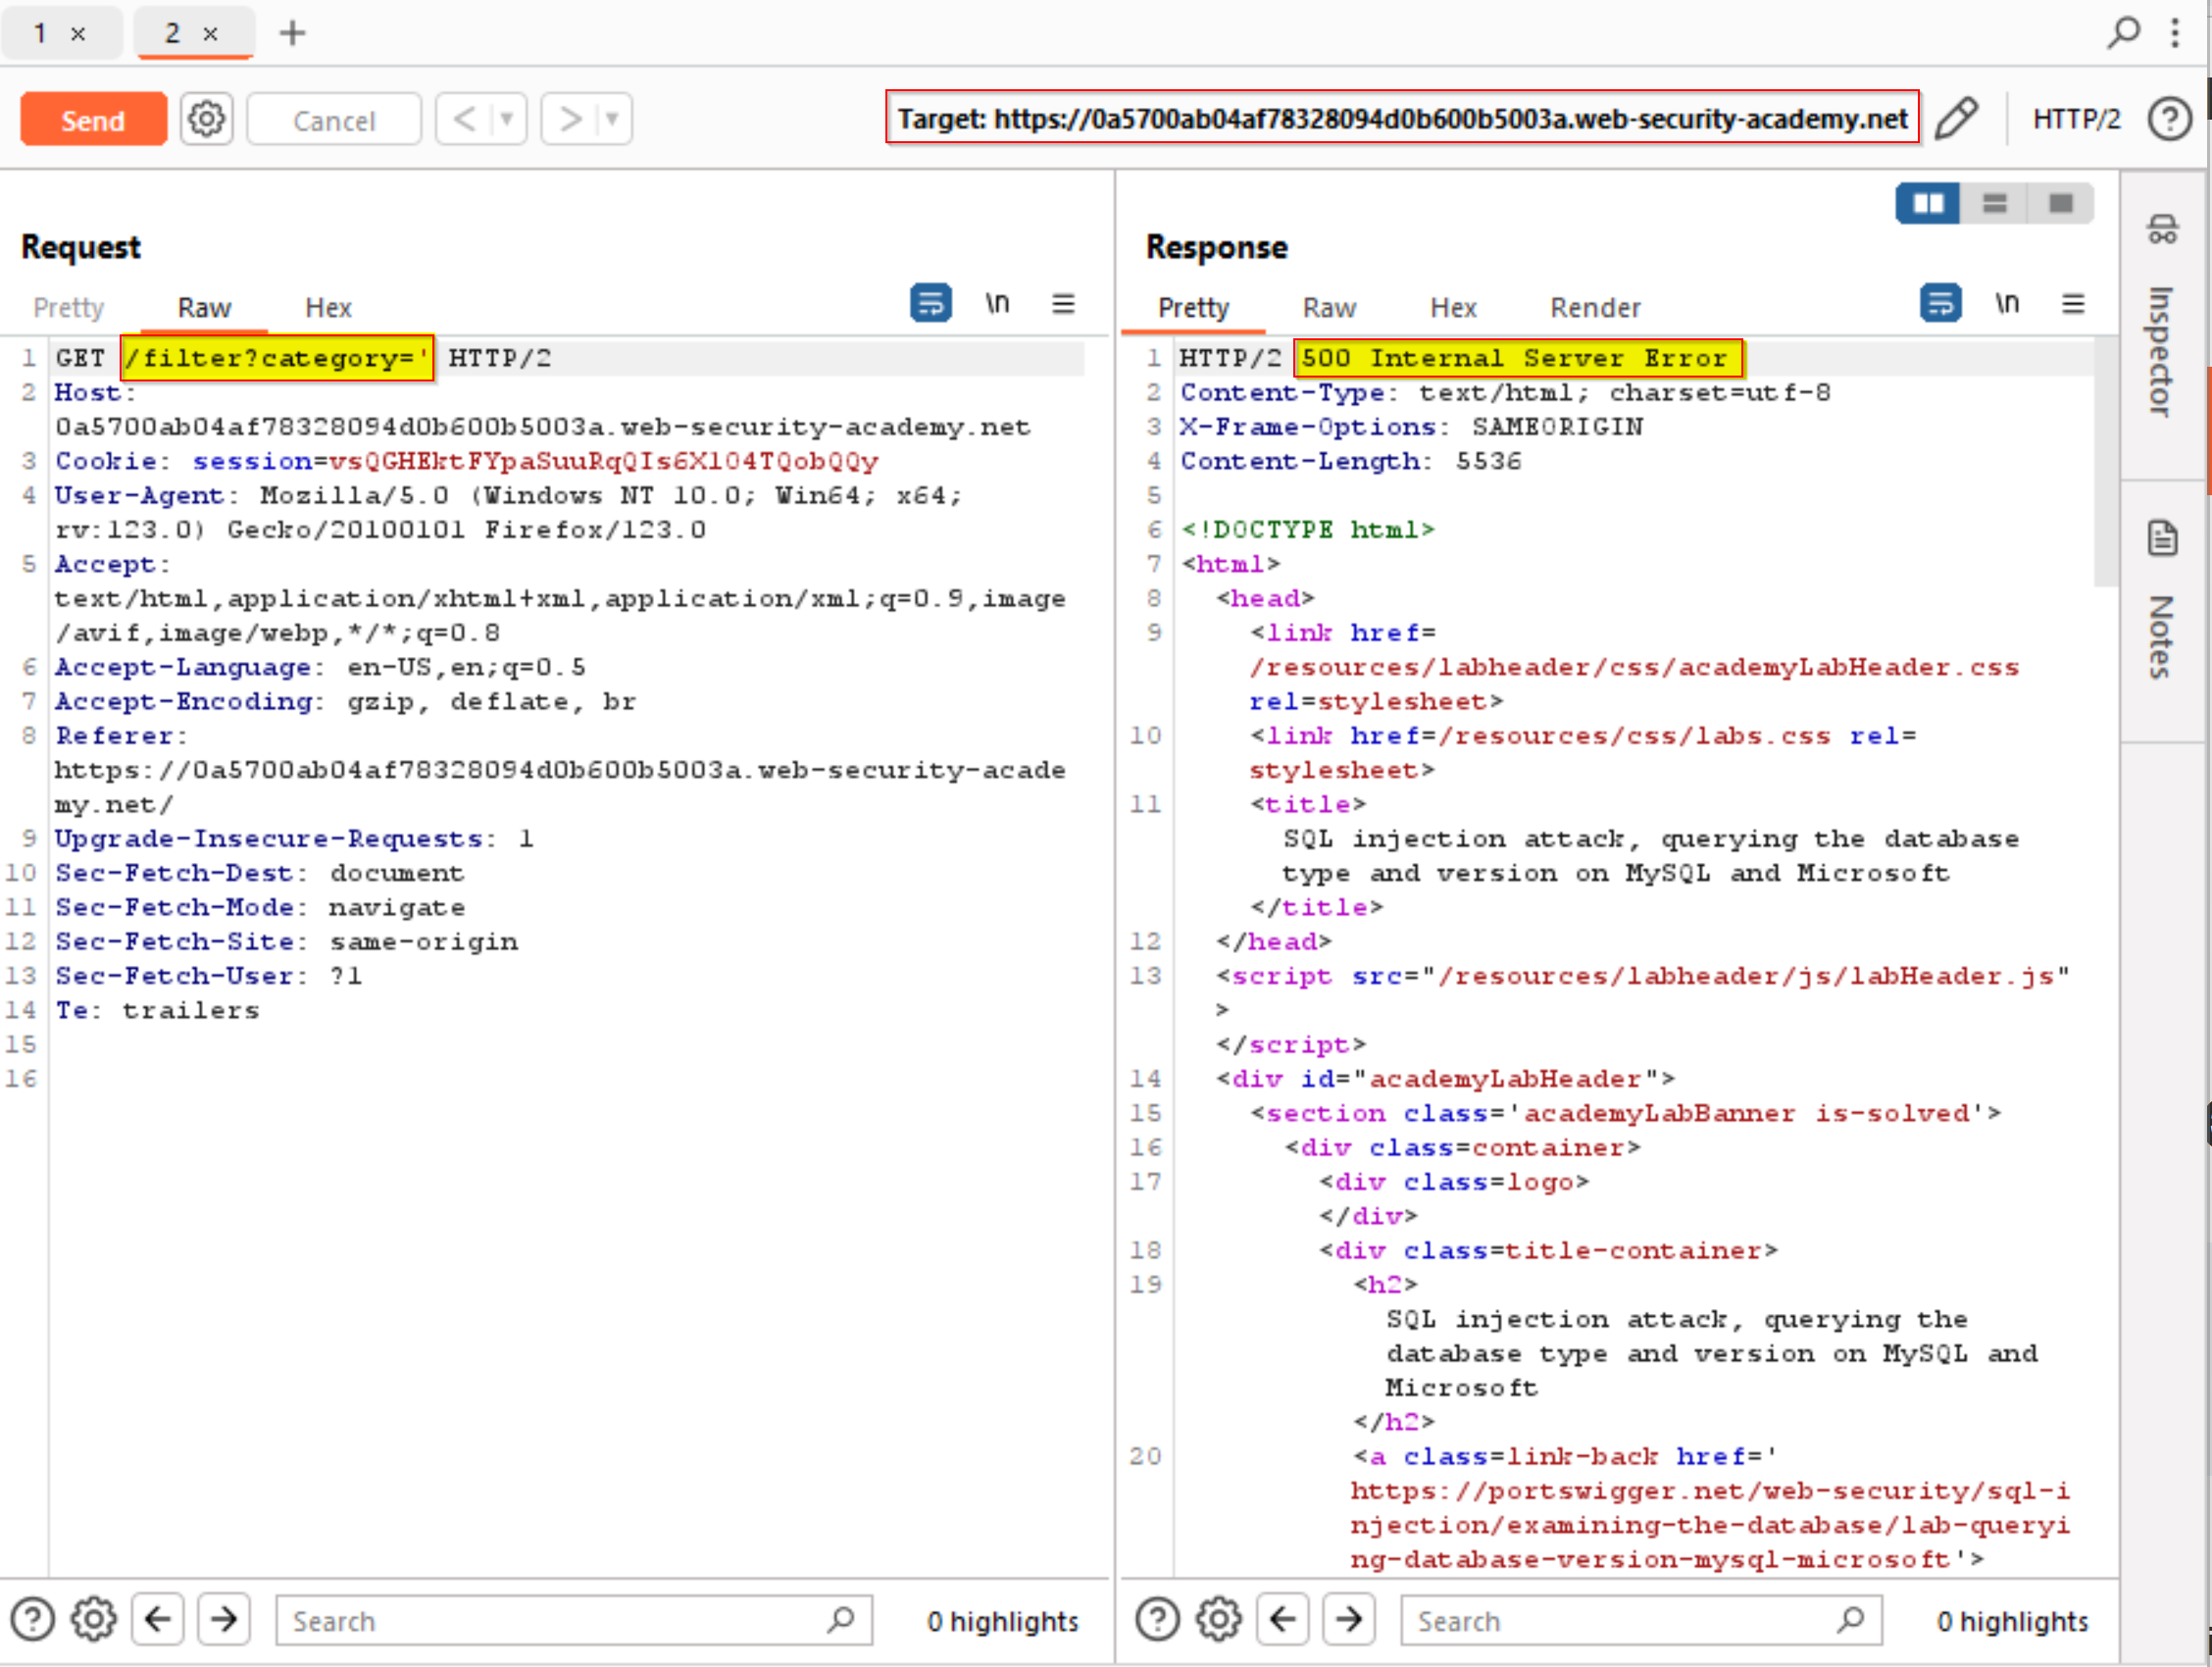 1 × 2 × +
Send Cancel < ▼ > ▼ Target: https://0a5700ab04af78328094d0b600b5003a.web-security-academy.net HTTP/2 ?
Request
Pretty Raw Hex \n
1 GET /filter?category=' HTTP/2
2 Host:
0a5700ab04af78328094d0b600b5003a.web-security-academy.net
3 Cookie: session=vsQGHEktFYpaSuuRqQIs6Xl04TQobQQy
4 User-Agent: Mozilla/5.0 (Windows NT 10.0; Win64; x64;
rv:123.0) Gecko/20100101 Firefox/123.0
5 Accept:
text/html,application/xhtml+xml,application/xml;q=0.9,image
/avif,image/webp,*/*;q=0.8
6 Accept-Language: en-US,en;q=0.5
7 Accept-Encoding: gzip, deflate, br
8 Referer:
https://0a5700ab04af78328094d0b600b5003a.web-security-acade
my.net/
9 Upgrade-Insecure-Requests: 1
10 Sec-Fetch-Dest: document
11 Sec-Fetch-Mode: navigate
12 Sec-Fetch-Site: same-origin
13 Sec-Fetch-User: ?1
14 Te: trailers
15
16
? Search 0 highlights
Response
Pretty Raw Hex Render \n
1 HTTP/2 500 Internal Server Error
2 Content-Type: text/html; charset=utf-8
3 X-Frame-Options: SAMEORIGIN
4 Content-Length: 5536
5
6 <!DOCTYPE html>
7 <html>
8 <head>
9 <link href=
/resources/labheader/css/academyLabHeader.css
rel=stylesheet>
10 <link href=/resources/css/labs.css rel=
stylesheet>
11 <title>
SQL injection attack, querying the database
type and version on MySQL and Microsoft
</title>
12 </head>
13 <script src="/resources/labheader/js/labHeader.js"
>
</script>
14 <div id="academyLabHeader">
15 <section class='academyLabBanner is-solved'>
16 <div class=container>
17 <div class=logo>
</div>
18 <div class=title-container>
19 <h2>
SQL injection attack, querying the
database type and version on MySQL and
Microsoft
</h2>
20 <a class=link-back href='
https://portswigger.net/web-security/sql-i
njection/examining-the-database/lab-queryi
ng-database-version-mysql-microsoft'>
? Search 0 highlights
Inspector
Notes